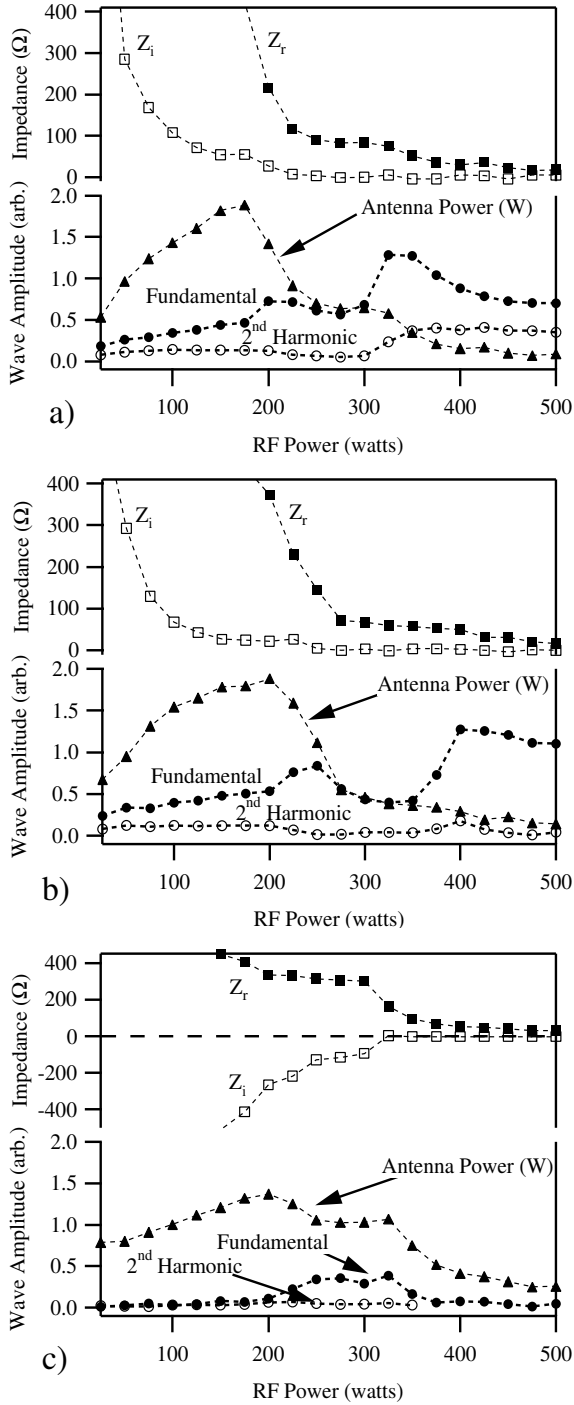 400
300
200
100
0
Impedance (Ω)
Z_i
Z_r
2.0
1.5
1.0
0.5
0.0
Wave Amplitude (arb.)
Antenna Power (W)
Fundamental
2nd Harmonic
100 200 300 400 500
a)
RF Power (watts)
400
300
200
100
0
Impedance (Ω)
Z_i
Z_r
2.0
1.5
1.0
0.5
0.0
Wave Amplitude (arb.)
Antenna Power (W)
Fundamental
2nd Harmonic
100 200 300 400 500
b)
RF Power (watts)
400
200
0
-200
-400
Impedance (Ω)
Z_r
Z_i
2.0
1.5
1.0
0.5
0.0
Wave Amplitude (arb.)
Antenna Power (W)
Fundamental
2nd Harmonic
100 200 300 400 500
c)
RF Power (watts)